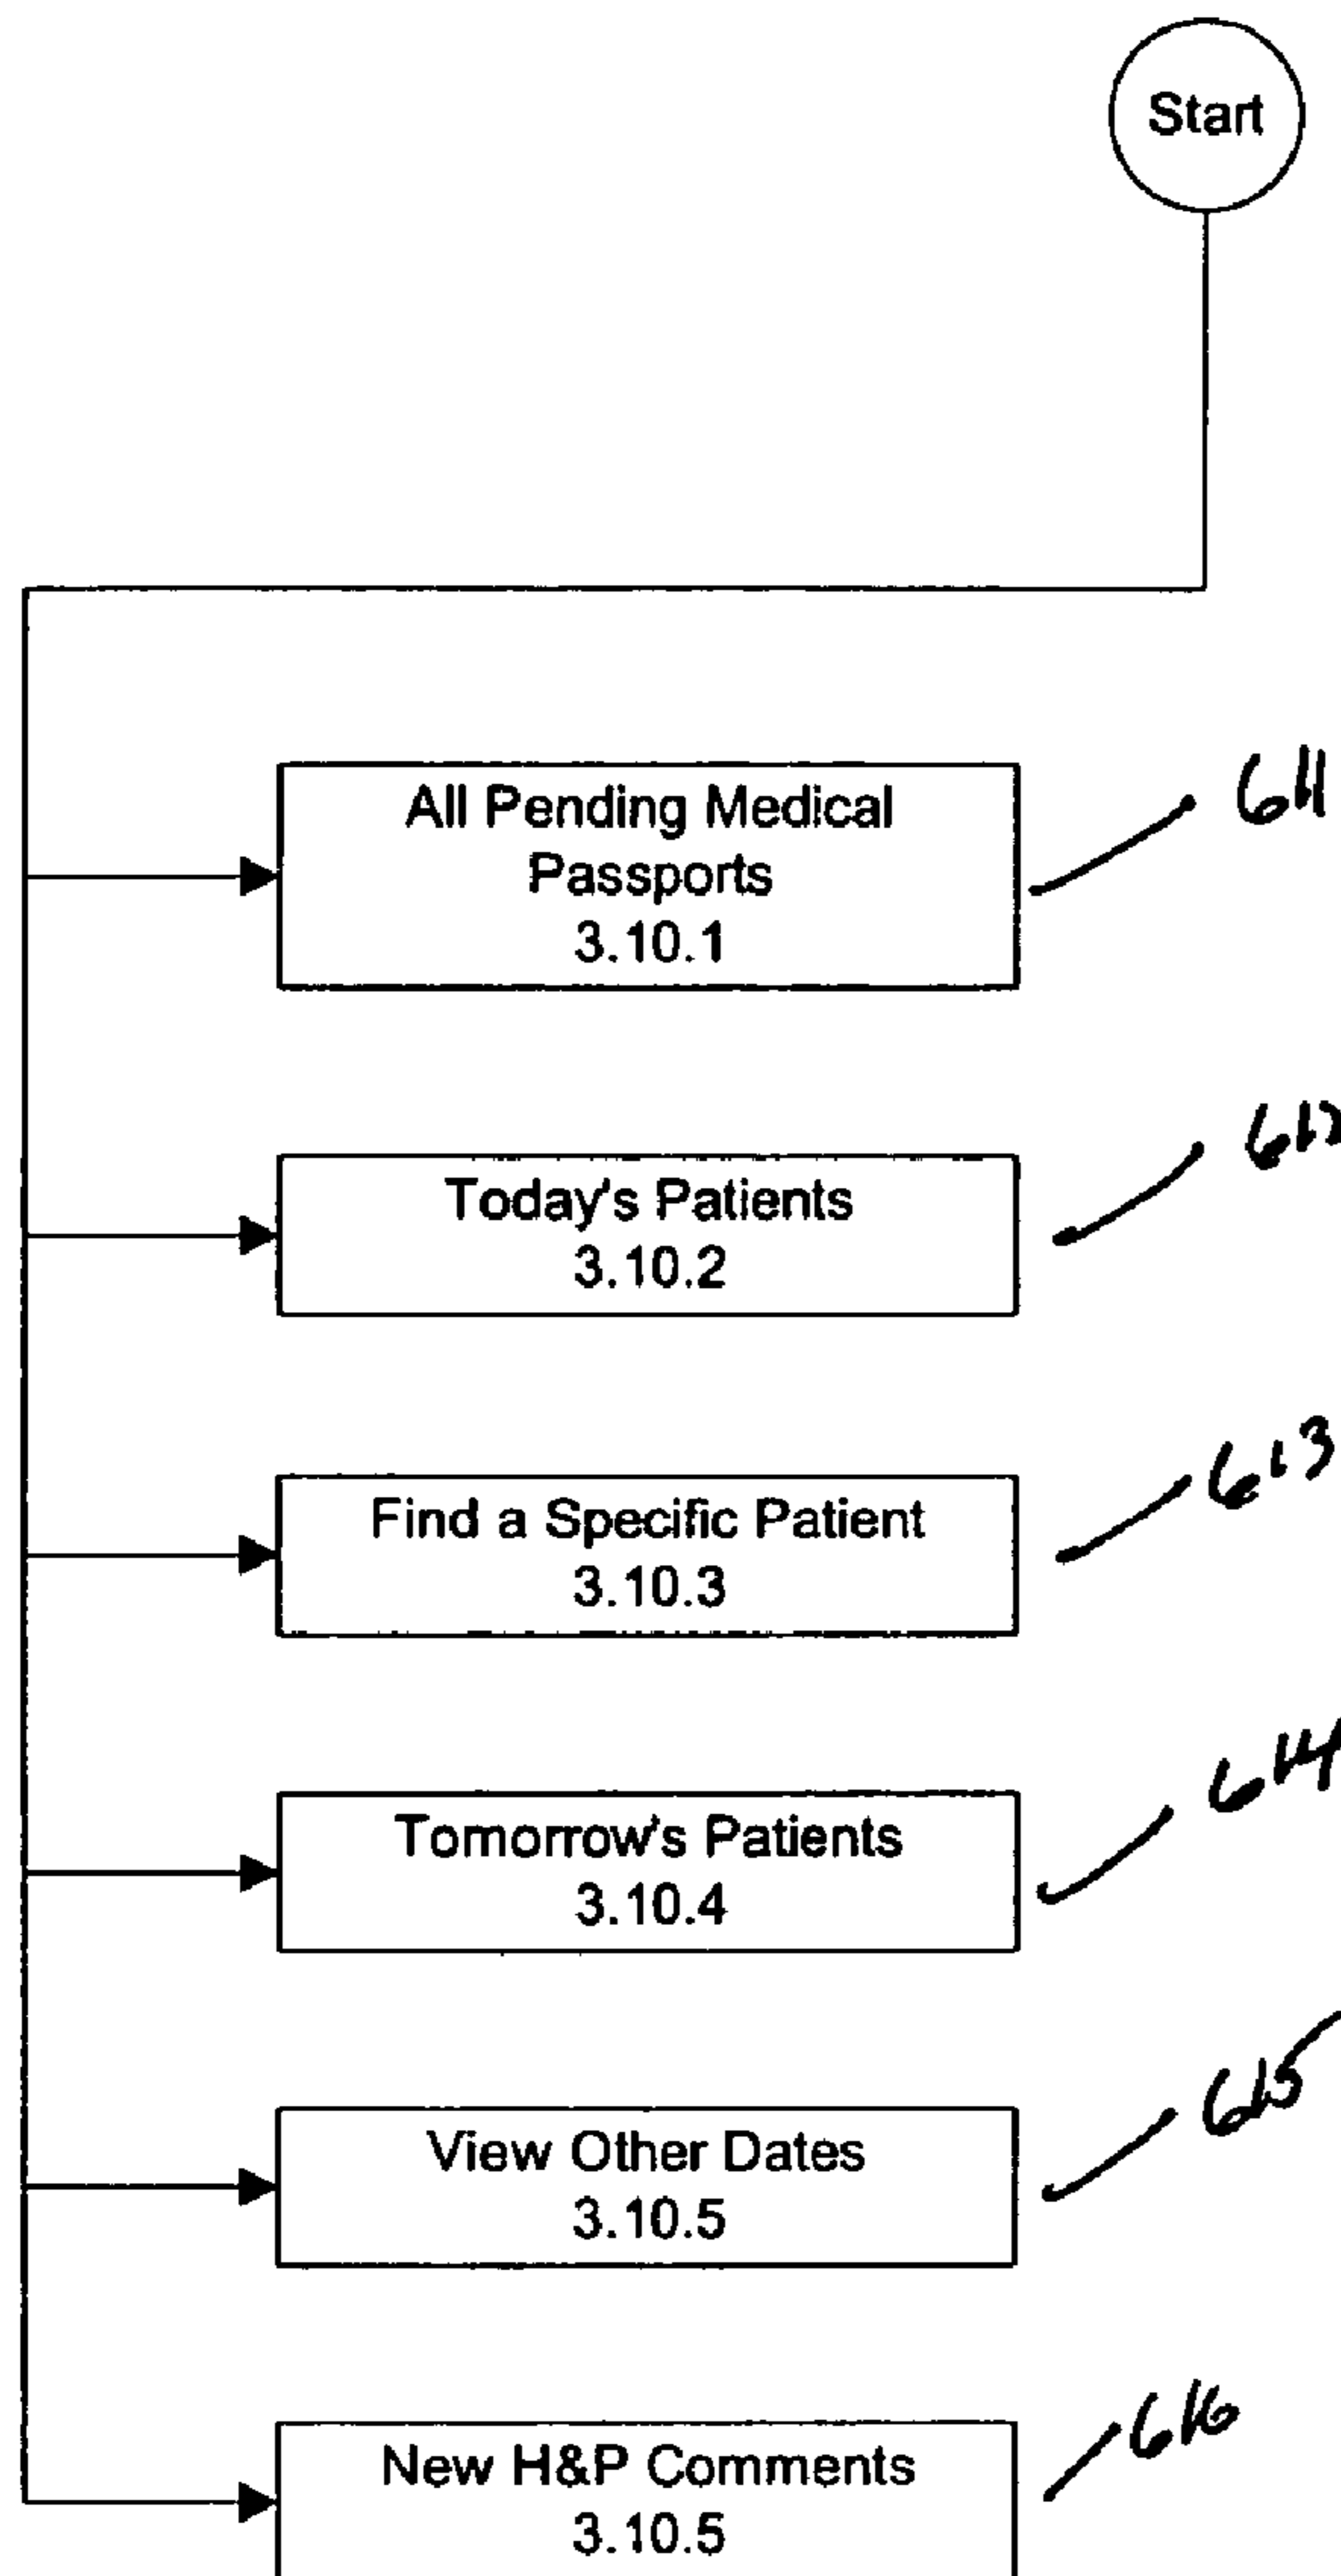 Start
All Pending Medical
Passports
3.10.1
611
Today's Patients
3.10.2
612
Find a Specific Patient
3.10.3
613
Tomorrow's Patients
3.10.4
614
View Other Dates
3.10.5
615
New H&P Comments
3.10.5
616